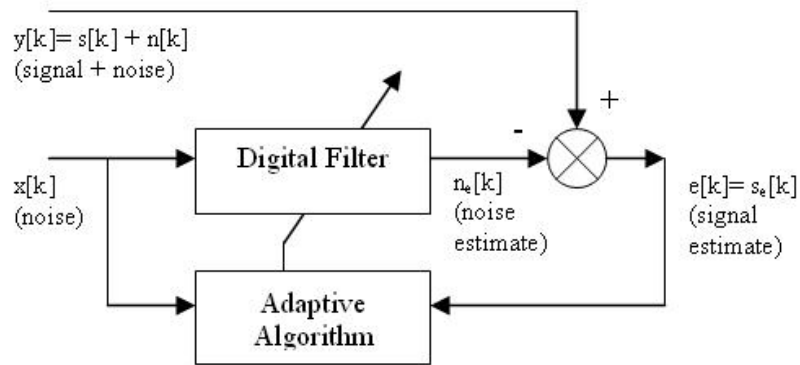 y[k]= s[k] + n[k]
(signal + noise)
+
-
Digital Filter
x[k]
(noise)
nₑ[k]
(noise
estimate)
e[k]= sₑ[k]
(signal
estimate)
Adaptive
Algorithm